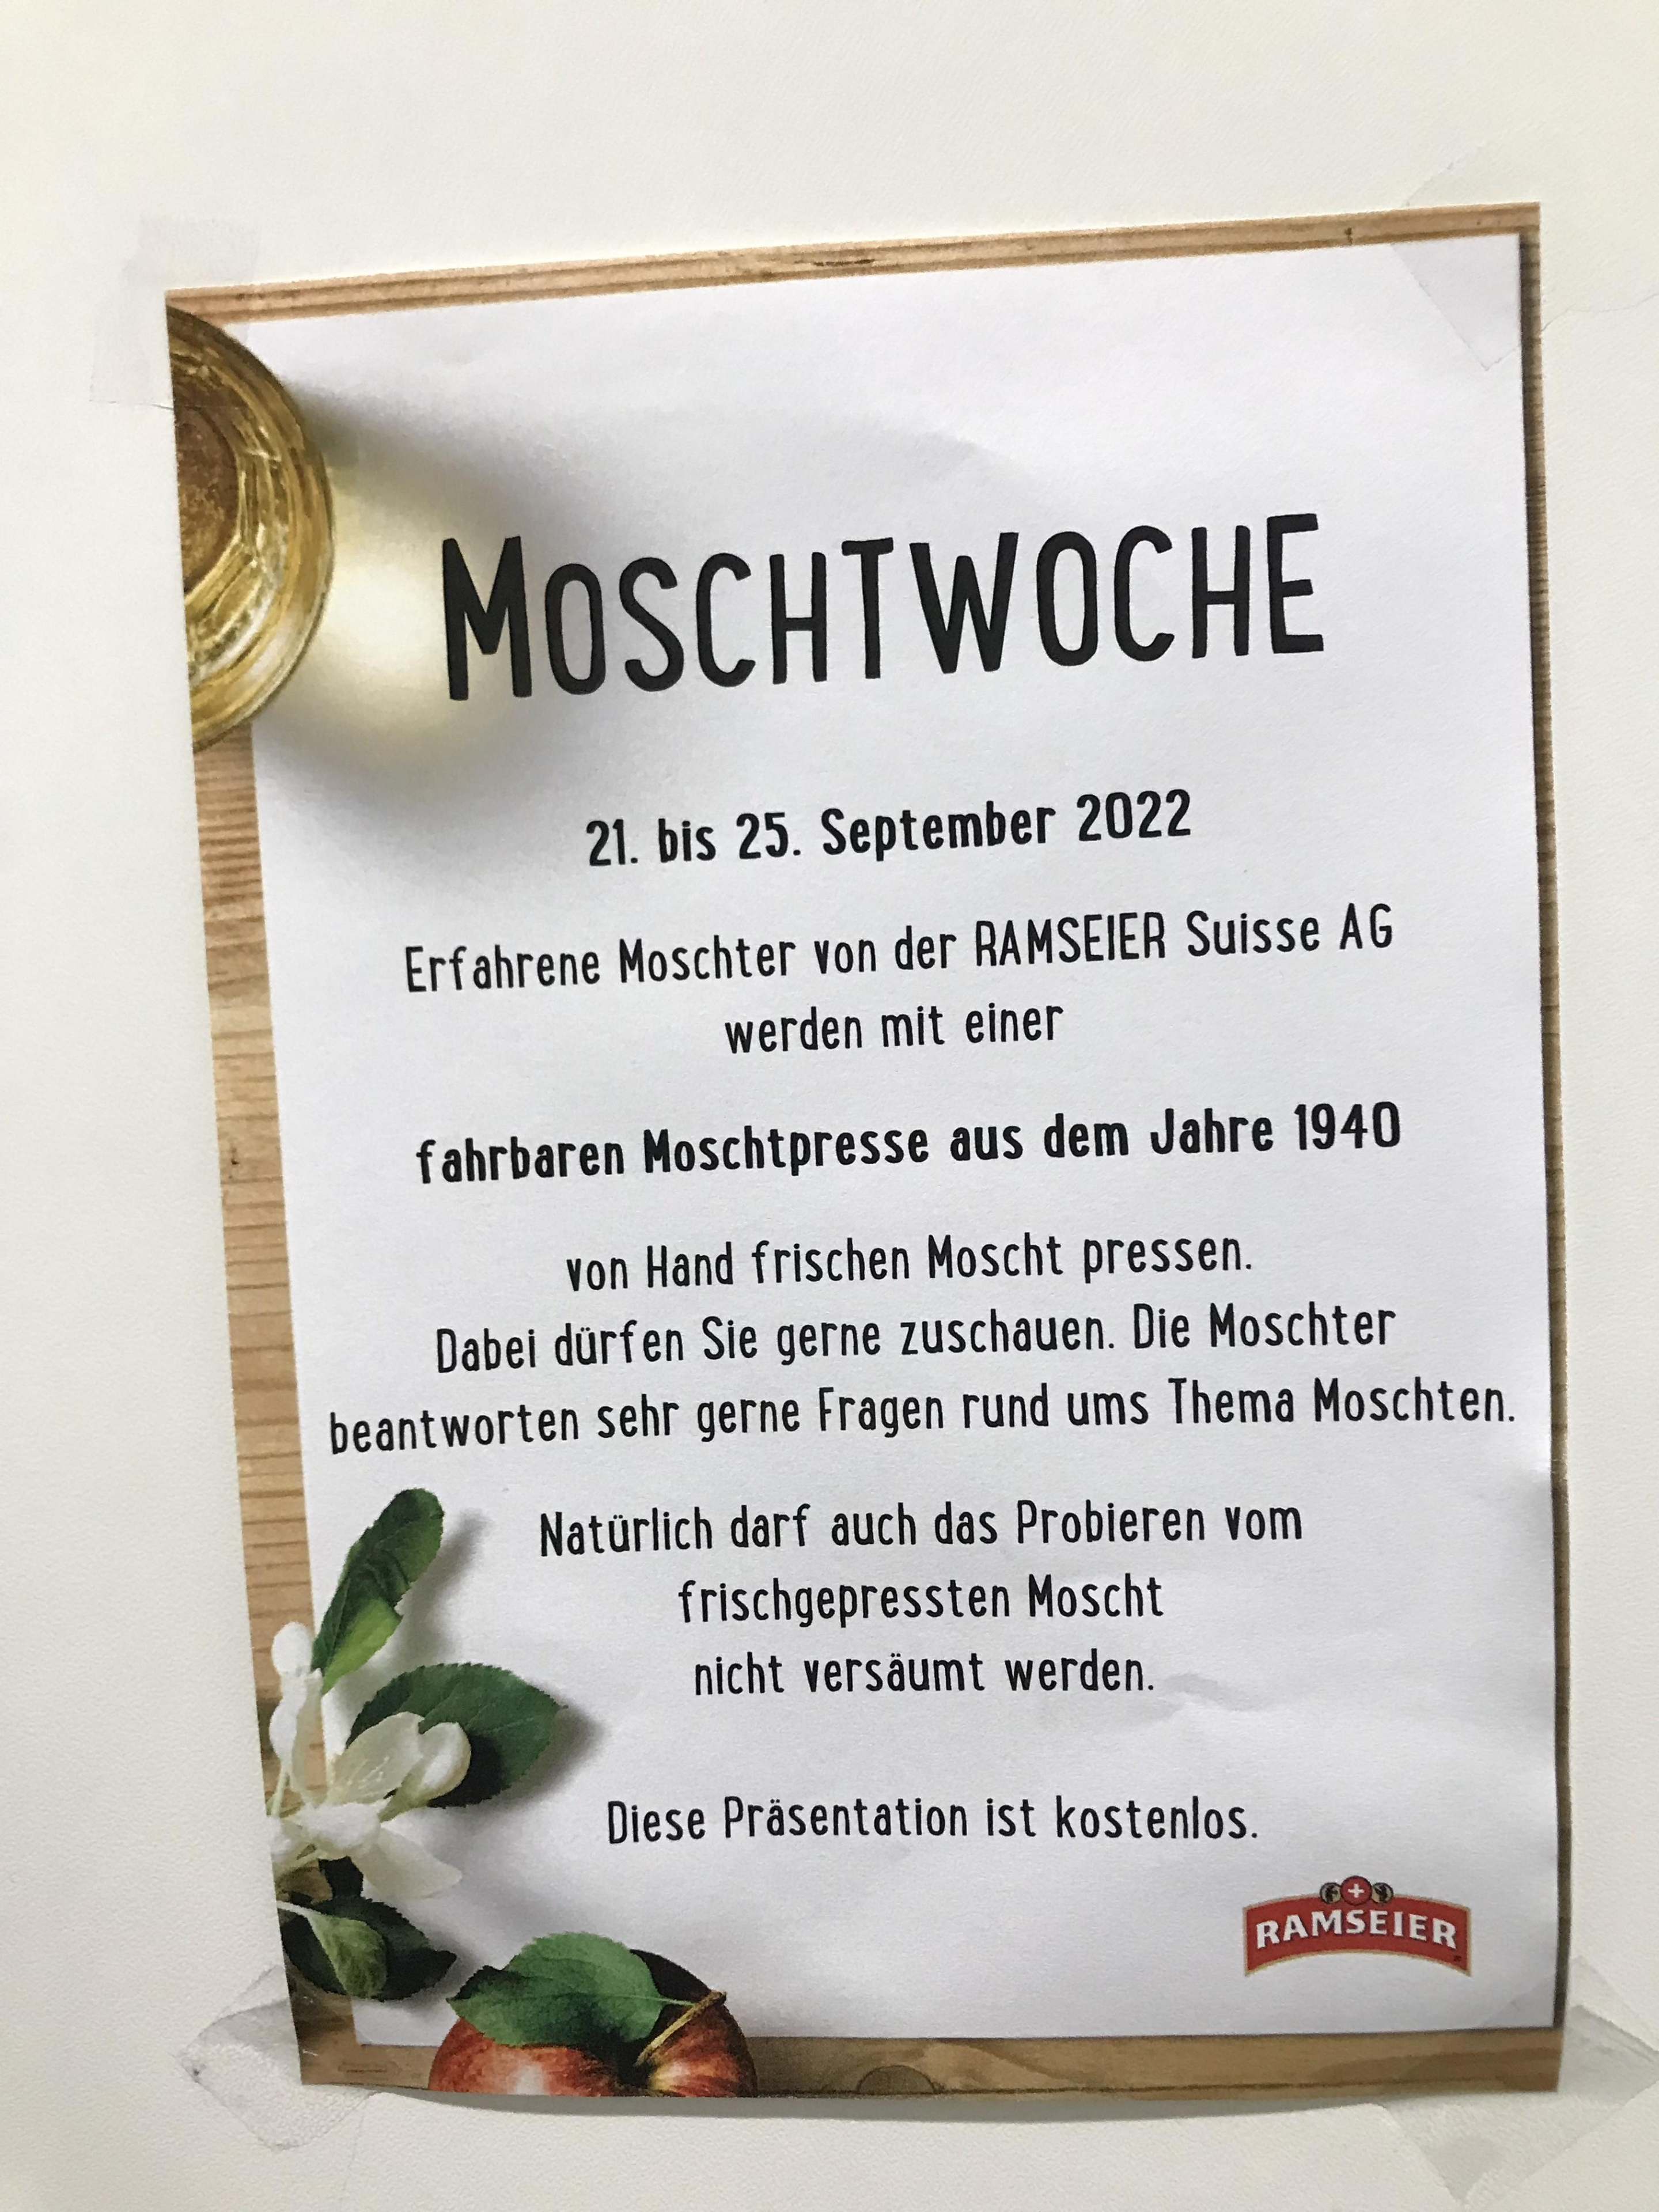 MOSCHTWOCHE
21. bis 25. September 2022
Erfahrene Moschter von der RAMSEIER Suisse AG
werden mit einer
fahrbaren Moschtpresse aus dem Jahre 1940
von Hand frischen Moscht pressen.
Dabei dürfen Sie gerne zuschauen. Die Moschter
beantworten sehr gerne Fragen rund ums Thema Moschten.
Natürlich darf auch das Probieren vom
frischgepressten Moscht
nicht versäumt werden.
Diese Präsentation ist kostenlos.
RAMSEIER